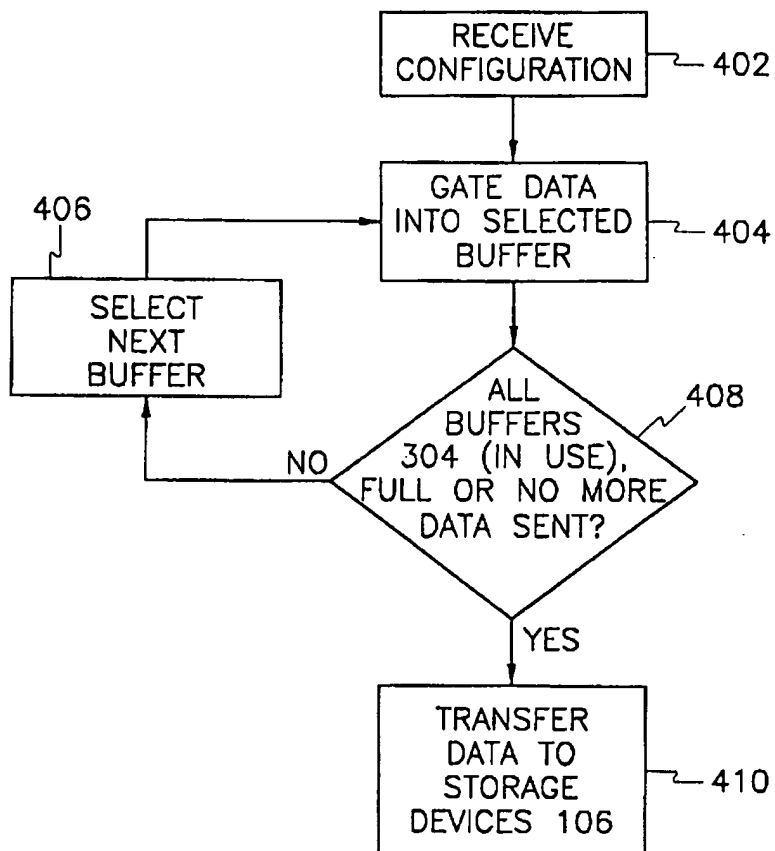 RECEIVE
CONFIGURATION
402
GATE DATA
INTO SELECTED
BUFFER
404
406
SELECT
NEXT
BUFFER
ALL
BUFFERS
304 (IN USE),
FULL OR NO MORE
DATA SENT?
408
NO
YES
TRANSFER
DATA TO
STORAGE
DEVICES 106
410